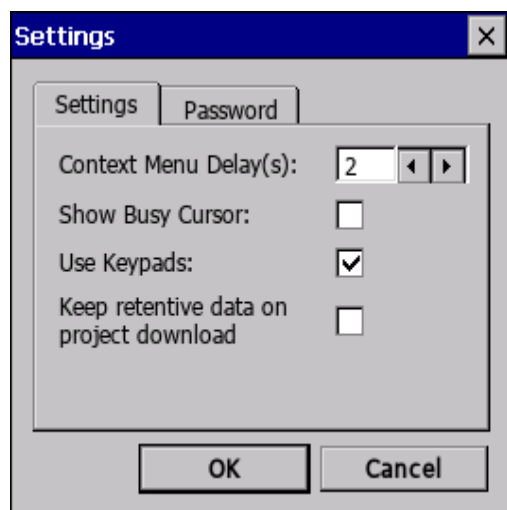 Settings
Settings Password
Context Menu Delay(s): 2
Show Busy Cursor:
Use Keypads:
Keep retentive data on
project download
OK Cancel